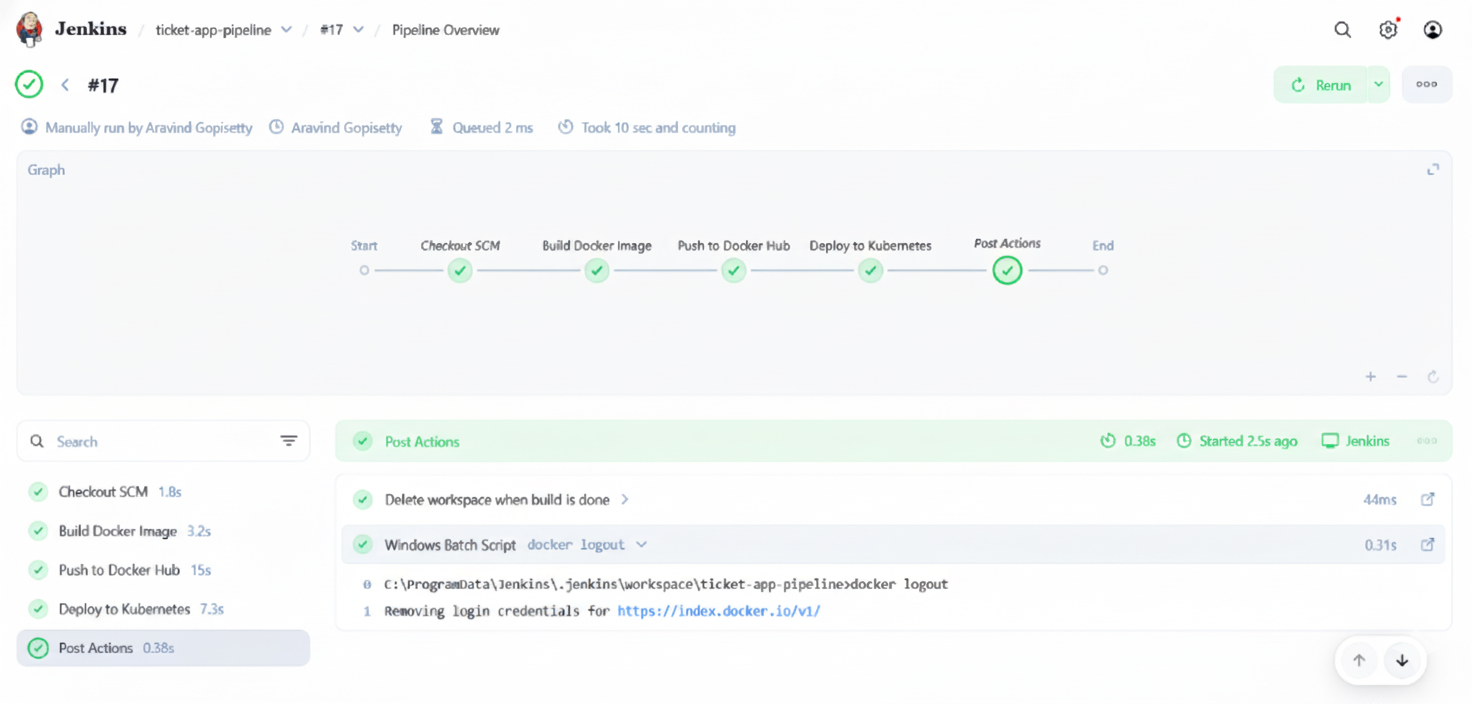 Jenkins / ticket-app-pipeline / #17 / Pipeline Overview
#17
Rerun
Manually run by Aravind Gopisetty Aravind Gopisetty Queued 2 ms Took 10 sec and counting
Graph
Start Checkout SCM Build Docker Image Push to Docker Hub Deploy to Kubernetes Post Actions End
Search
Post Actions 0.38s Started 2.5s ago Jenkins
Checkout SCM 1.8s
Build Docker Image 3.2s
Push to Docker Hub 15s
Deploy to Kubernetes 7.3s
Post Actions 0.38s
Delete workspace when build is done 44ms
Windows Batch Script docker logout 0.31s
0 C:\ProgramData\Jenkins\.jenkins\workspace\ticket-app-pipeline>docker logout
1 Removing login credentials for https://index.docker.io/v1/